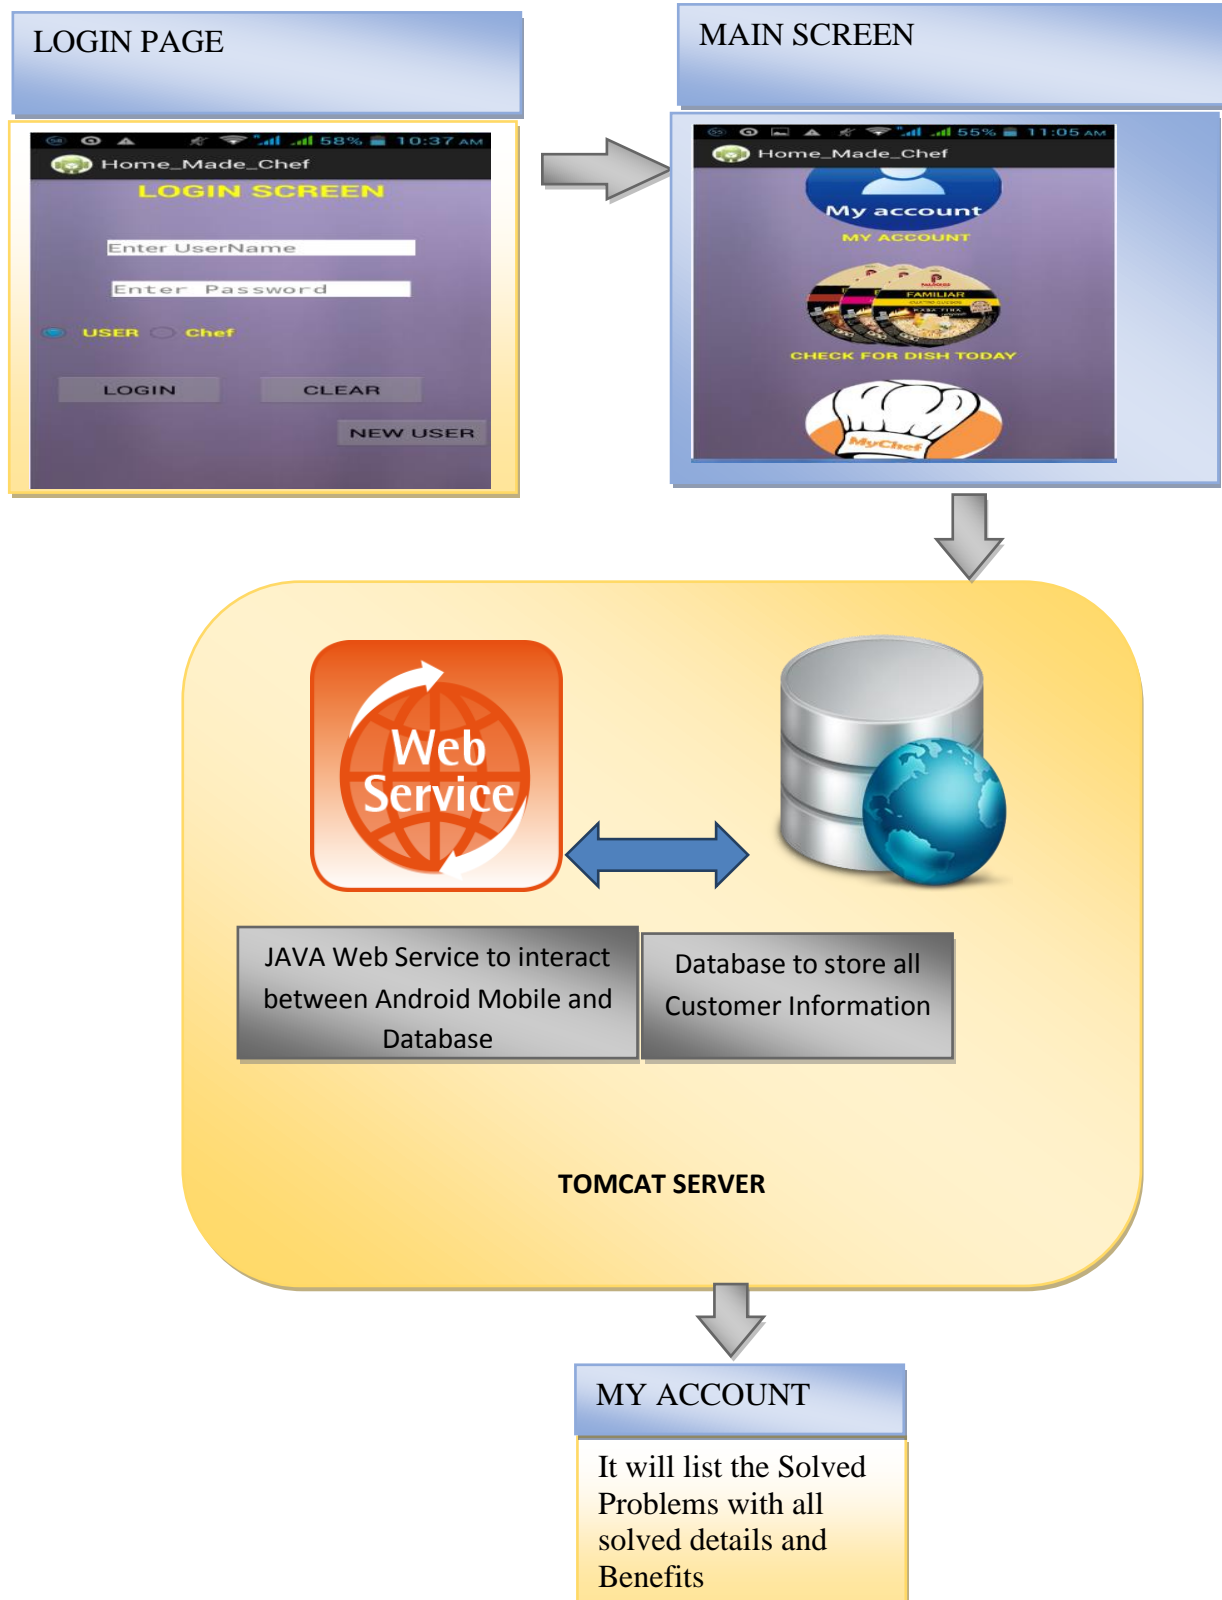 LOGIN PAGE
58% 10:37 AM
Home_Made_Chef
LOGIN SCREEN
Enter UserName
Enter Password
USER Chef
LOGIN CLEAR
NEW USER
MAIN SCREEN
55% 11:05 AM
Home_Made_Chef
My account
MY ACCOUNT
FAMILIAR
CHECK FOR DISH TODAY
MyChef
Web
Service
JAVA Web Service to interact
between Android Mobile and
Database
Database to store all
Customer Information
TOMCAT SERVER
MY ACCOUNT
It will list the Solved
Problems with all
solved details and
Benefits